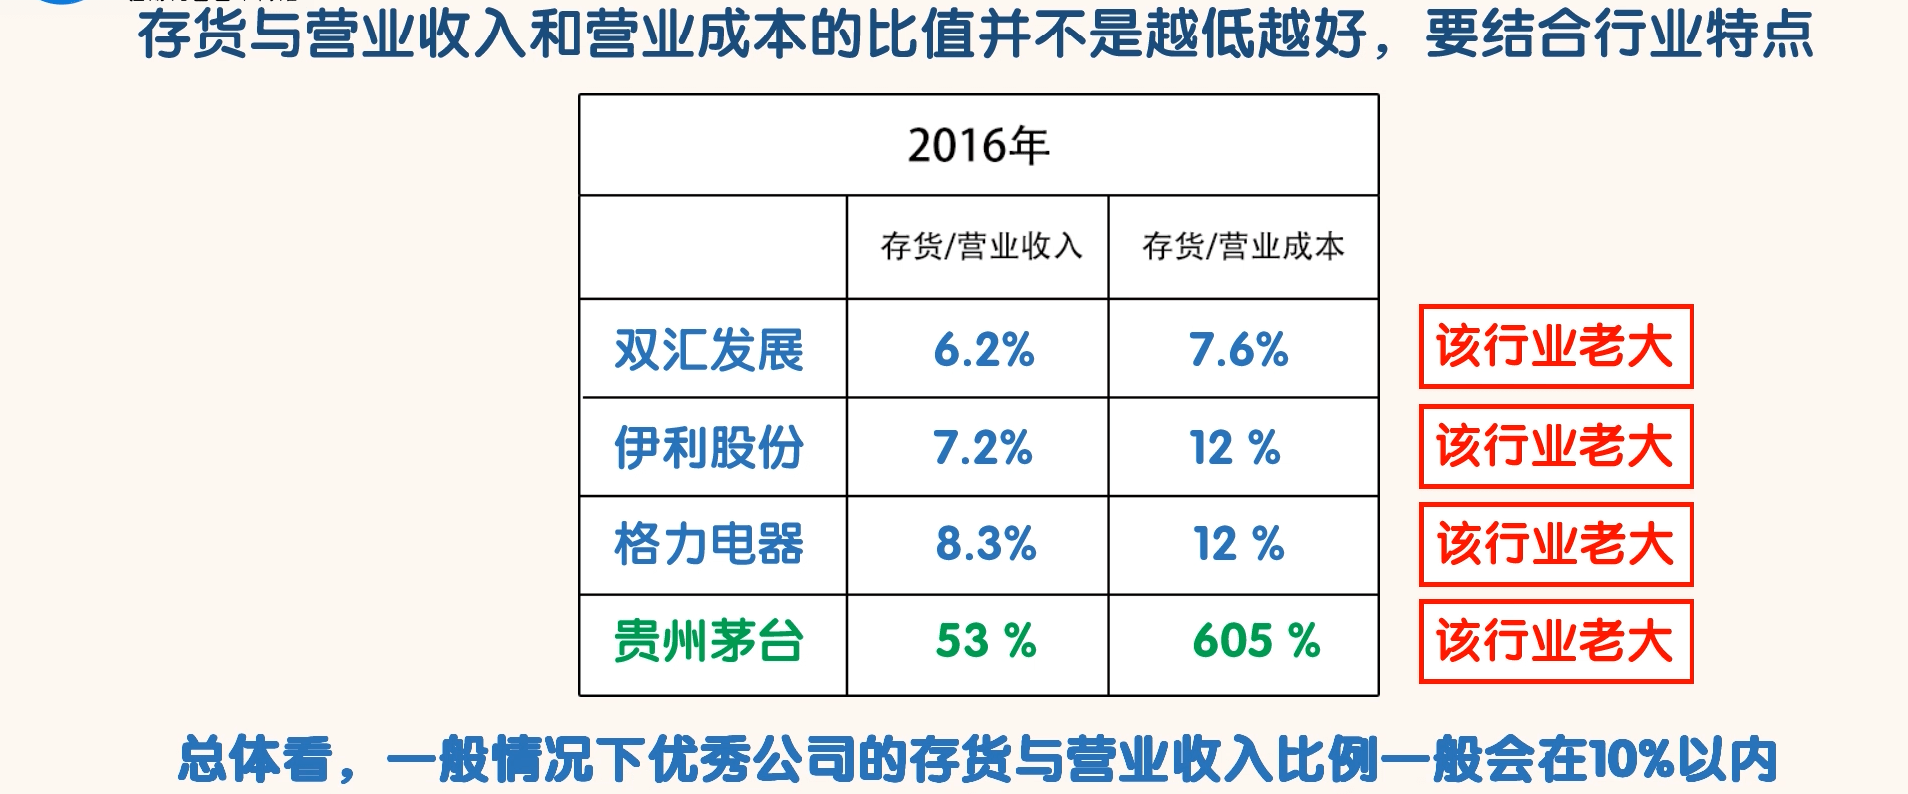 存货与营业收入和营业成本的比值并不是越低越好，要结合行业特点
2016年
存货/营业收入 存货/营业成本
双汇发展 6.2% 7.6% 该行业老大
伊利股份 7.2% 12 % 该行业老大
格力电器 8.3% 12 % 该行业老大
贵州茅台 53 % 605 % 该行业老大
总体看，一般情况下优秀公司的存货与营业收入比例一般会在10%以内